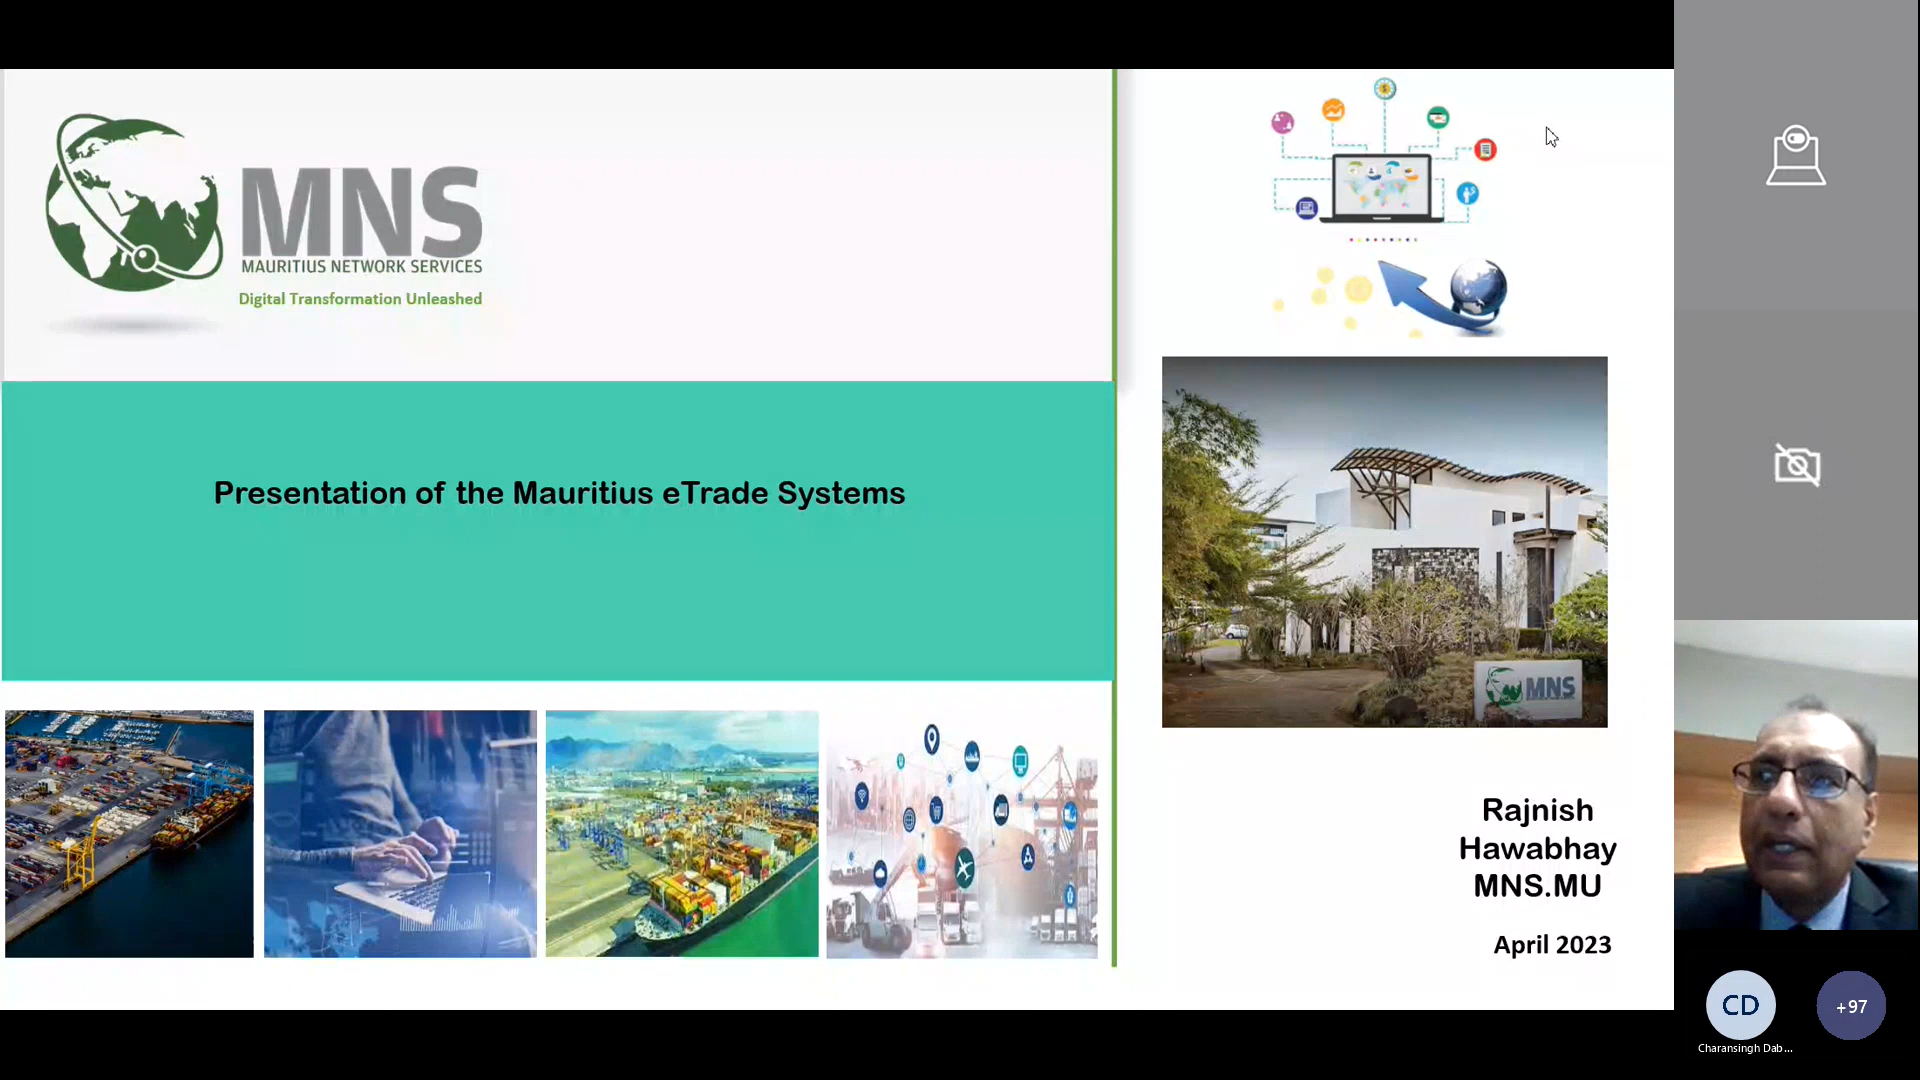 MNS
MAURITIUS NETWORK SERVICES
Digital Transformation Unleashed
Presentation of the Mauritius eTrade Systems
MNS
Rajnish
Hawabhay
MNS.MU
April 2023
CD
+97
Charansingh Dab...